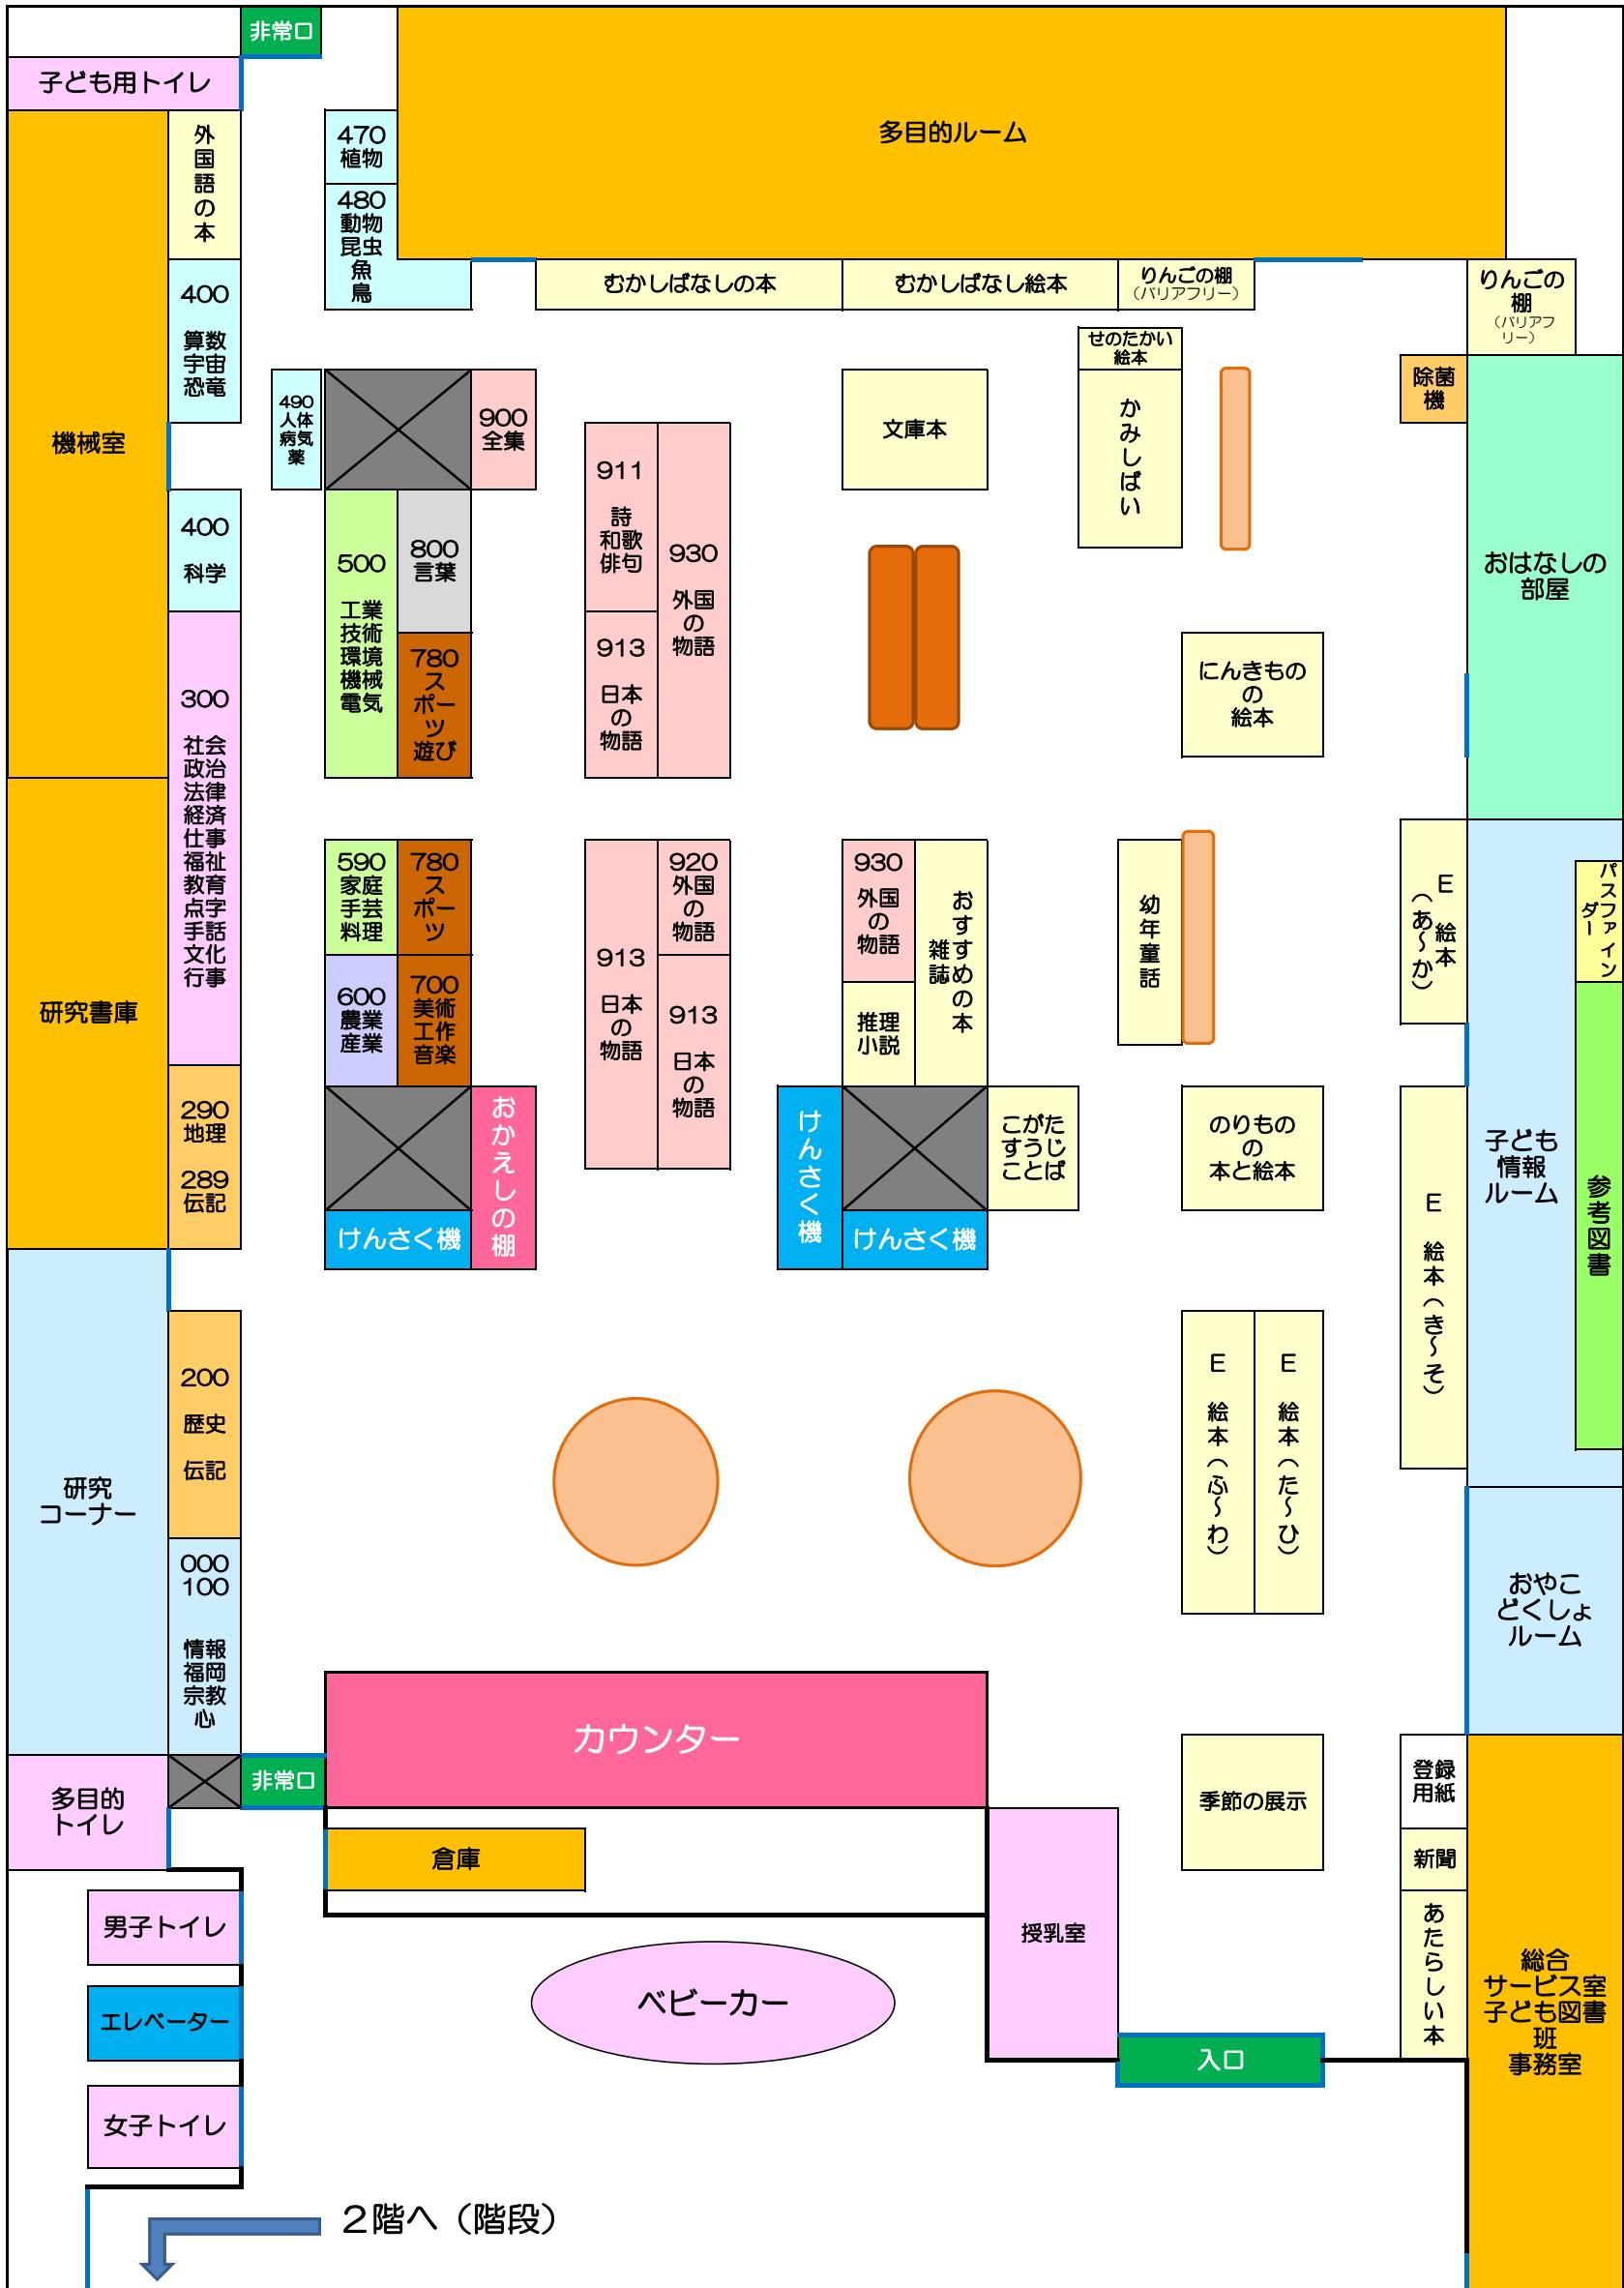 非常口
子ども用トイレ
多目的ルーム
外国語の本
470
植物
480
動物
昆虫
魚
鳥
むかしばなしの本
むかしばなし絵本
りんごの棚
（バリアフリー）
りんごの
棚
（バリアフ
リー）
400
算数
宇宙
恐竜
せのたかい
絵本
かみしばい
除菌
機
機械室
490
人体
病気
薬
900
全集
文庫本
911
詩
和歌
俳句
930
外国
の
物語
400
科学
500
工業
技術
環境
機械
電気
800
言葉
おはなしの
部屋
913
日本
の
物語
780
ス
ポー
ツ
遊び
にんきもの
の
絵本
300
社会
政治
法律
経済
仕事
福祉
教育
点字
手話
文化
行事
研究書庫
590
家庭
手芸
料理
780
ス
ポー
ツ
913
日本
の
物語
920
外国
の
物語
930
外国
の
物語
おすすめの本
雑誌
幼年童話
E 絵本
（あ～か）
パスファイン
ダー
600
農業
産業
700
美術
工作
音楽
913
日本
の
物語
推理
小説
290
地理
289
伝記
おかえしの棚
けんさく機
けんさく機
けんさく機
こがた
すうじ
ことば
のりもの
の
本と絵本
E 絵本（き～そ）
子ども
情報
ルーム
参考図書
研究
コーナー
200
歴史
伝記
E 絵本（ふ～わ）
E 絵本（た～ひ）
000
100
情報
福岡
宗教
心
おやこ
どくしょ
ルーム
カウンター
多目的
トイレ
非常口
季節の展示
登録
用紙
倉庫
新聞
男子トイレ
授乳室
あたらしい本
総合
サービス室
子ども図書
班
事務室
ベビーカー
エレベーター
入口
女子トイレ
２階へ（階段）